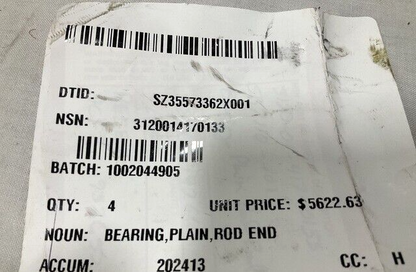 DTID: SZ35573362X001
NSN: 3120014170133
BATCH: 1002044905
QTY: 4 UNIT PRICE: $5622.63
NOUN: BEARING,PLAIN,ROD END
ACCUM: 202413 CC: H